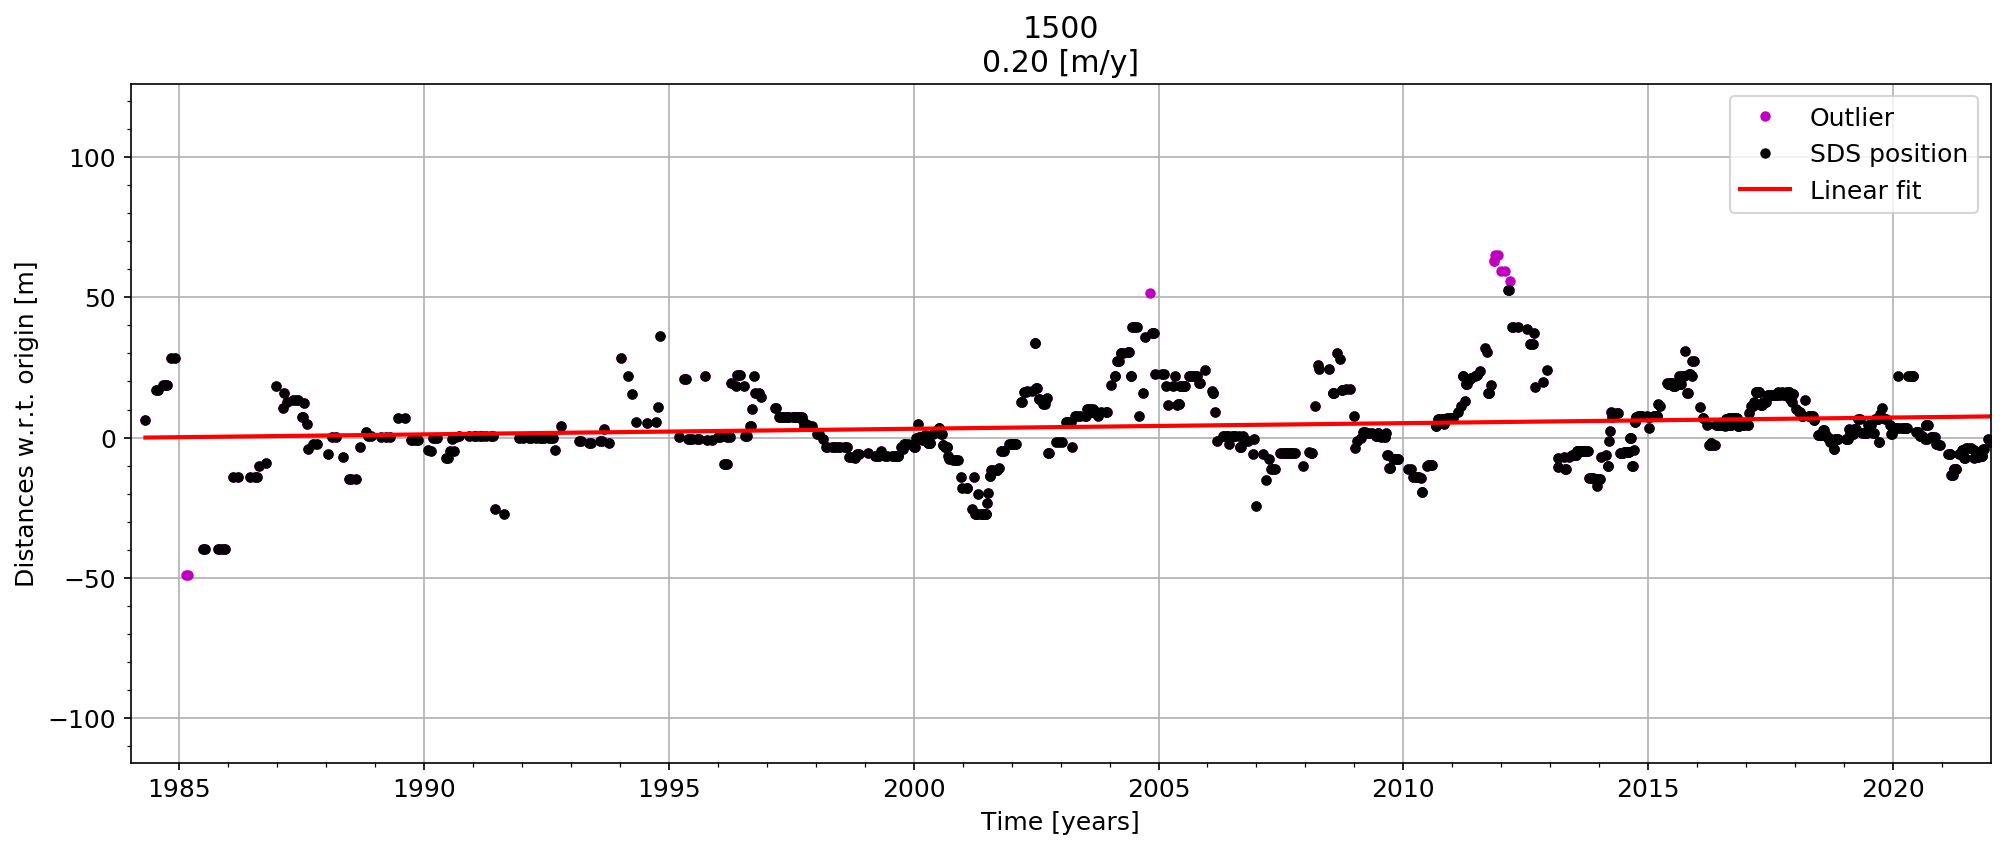 1500
0.20 [m/y]
Outlier
SDS position
Linear fit
Distances w.r.t. origin [m]
100
50
0
−50
−100
1985 1990 1995 2000 2005 2010 2015 2020
Time [years]